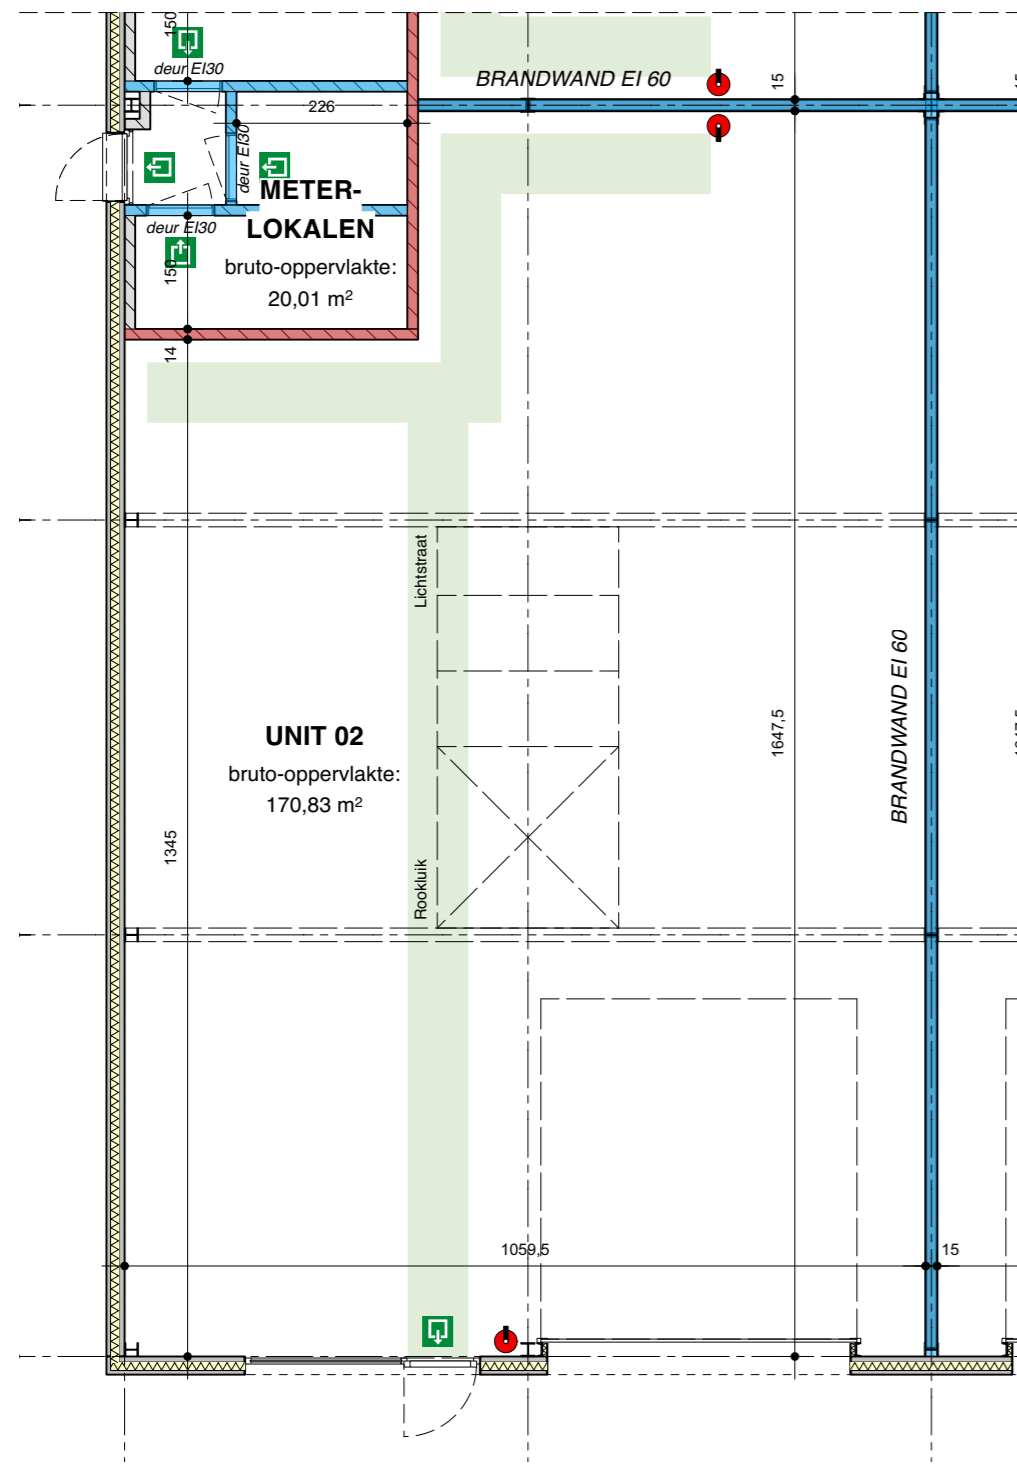 150
deur EI30
BRANDWAND EI 60
15
15
226
deur EI30
METER-
LOKALEN
deur EI30
bruto-oppervlakte:
20,01 m²
150
14
Lichtstraat
UNIT 02
bruto-oppervlakte:
170,83 m²
BRANDWAND EI 60
1647,5
1345
Rookluik
1059,5
15